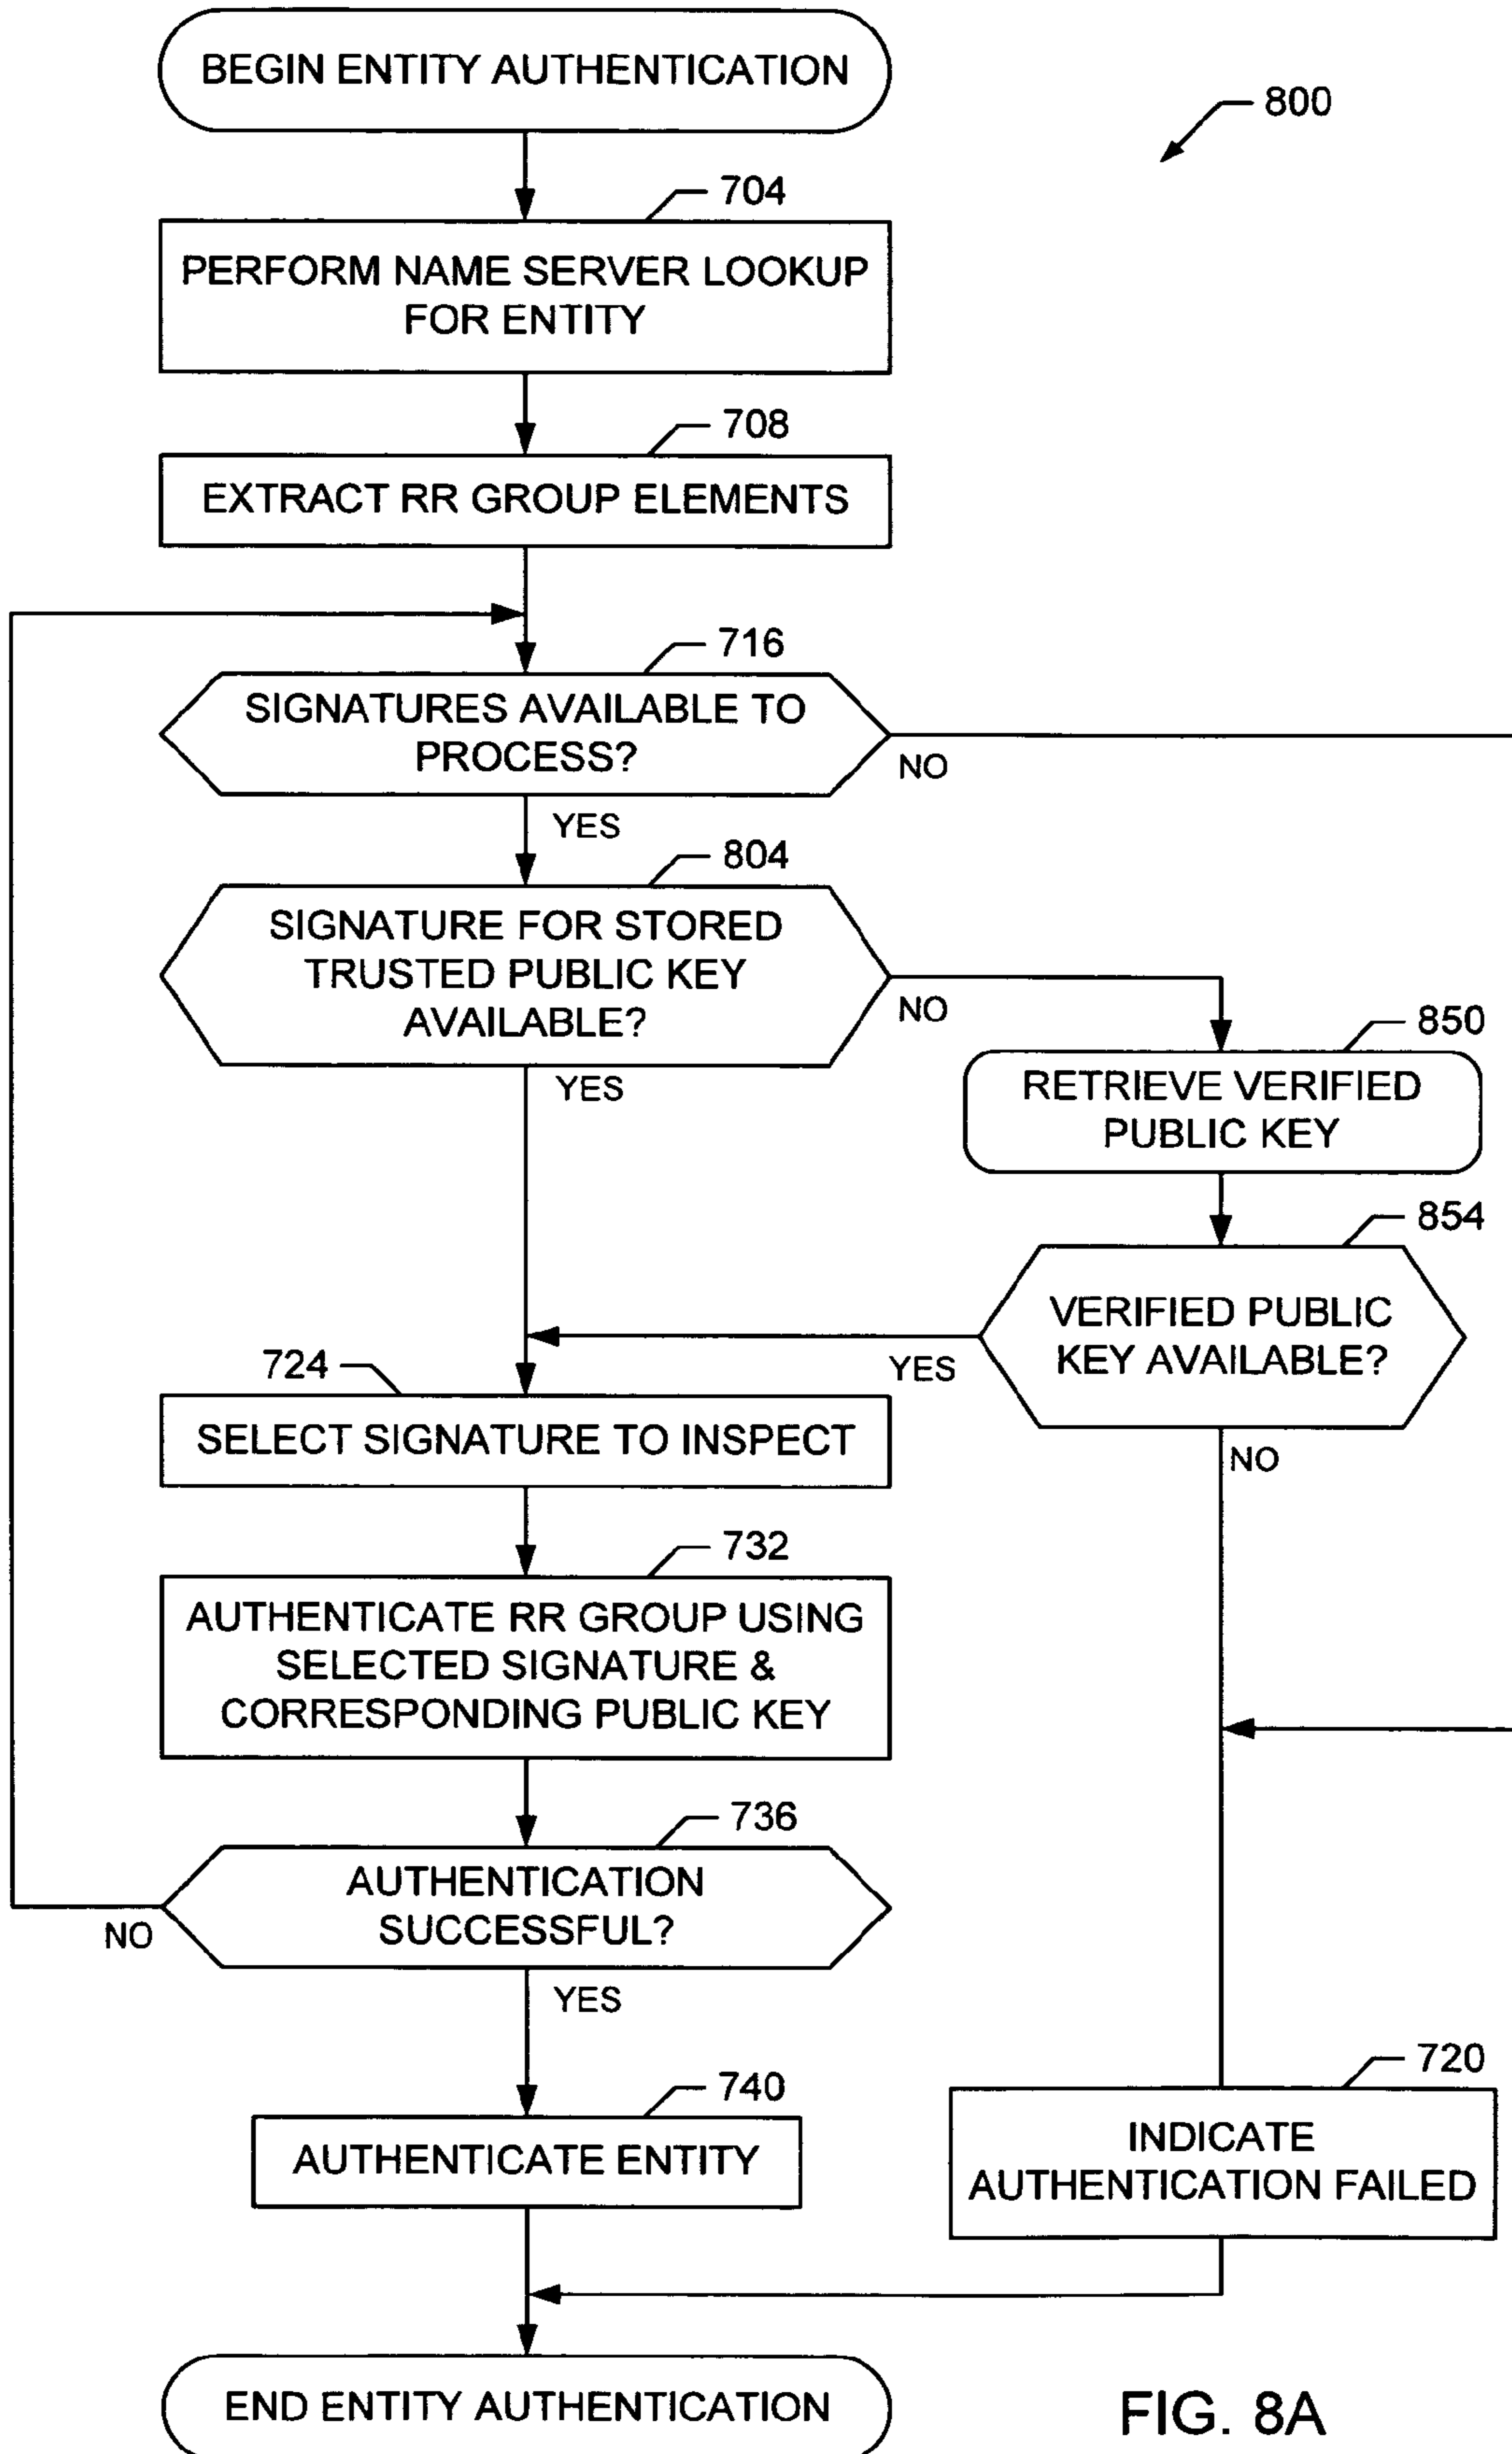 BEGIN ENTITY AUTHENTICATION
800
704
PERFORM NAME SERVER LOOKUP
FOR ENTITY
708
EXTRACT RR GROUP ELEMENTS
716
SIGNATURES AVAILABLE TO
PROCESS?
NO
YES
804
SIGNATURE FOR STORED
TRUSTED PUBLIC KEY
AVAILABLE?
NO
YES
850
RETRIEVE VERIFIED
PUBLIC KEY
854
VERIFIED PUBLIC
KEY AVAILABLE?
YES
NO
724
SELECT SIGNATURE TO INSPECT
732
AUTHENTICATE RR GROUP USING
SELECTED SIGNATURE &
CORRESPONDING PUBLIC KEY
736
AUTHENTICATION
SUCCESSFUL?
NO
YES
740
AUTHENTICATE ENTITY
720
INDICATE
AUTHENTICATION FAILED
END ENTITY AUTHENTICATION
FIG. 8A